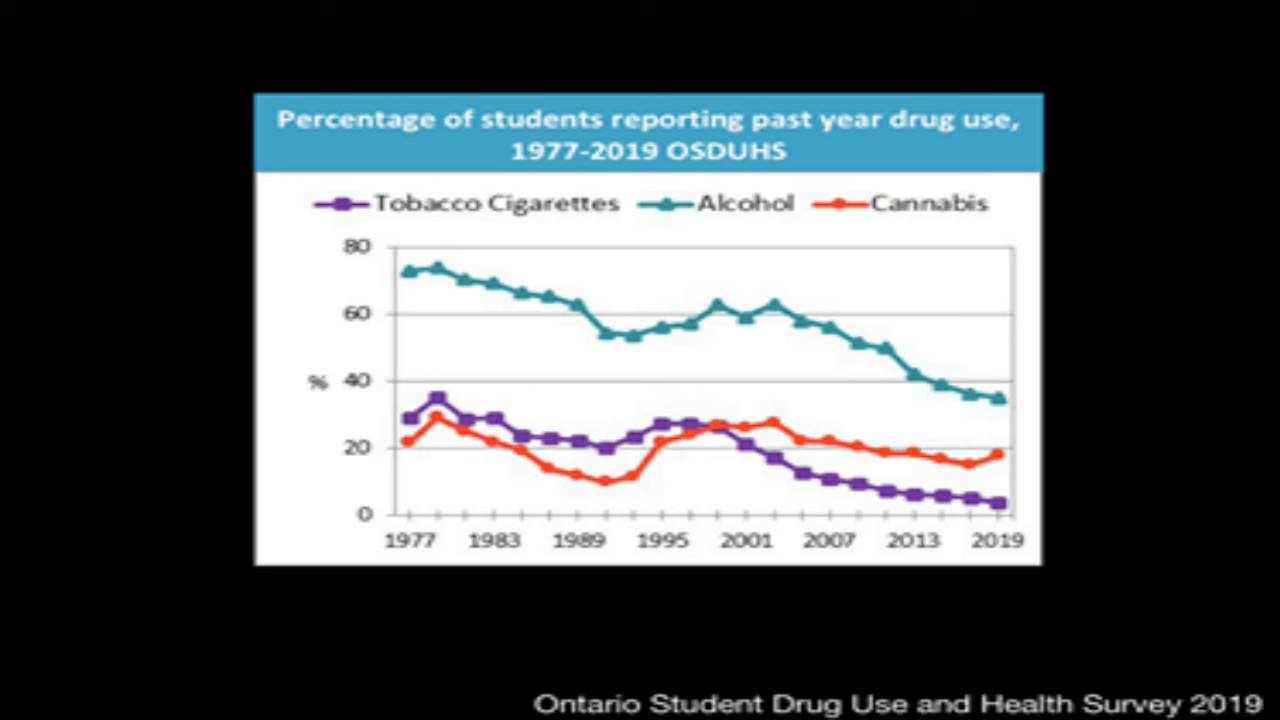 Percentage of students reporting past year drug use,
1977-2019 OSDUHS
Tobacco Cigarettes Alcohol Cannabis
80
60
% 40
20
0
1977 1983 1989 1995 2001 2007 2013 2019
Ontario Student Drug Use and Health Survey 2019